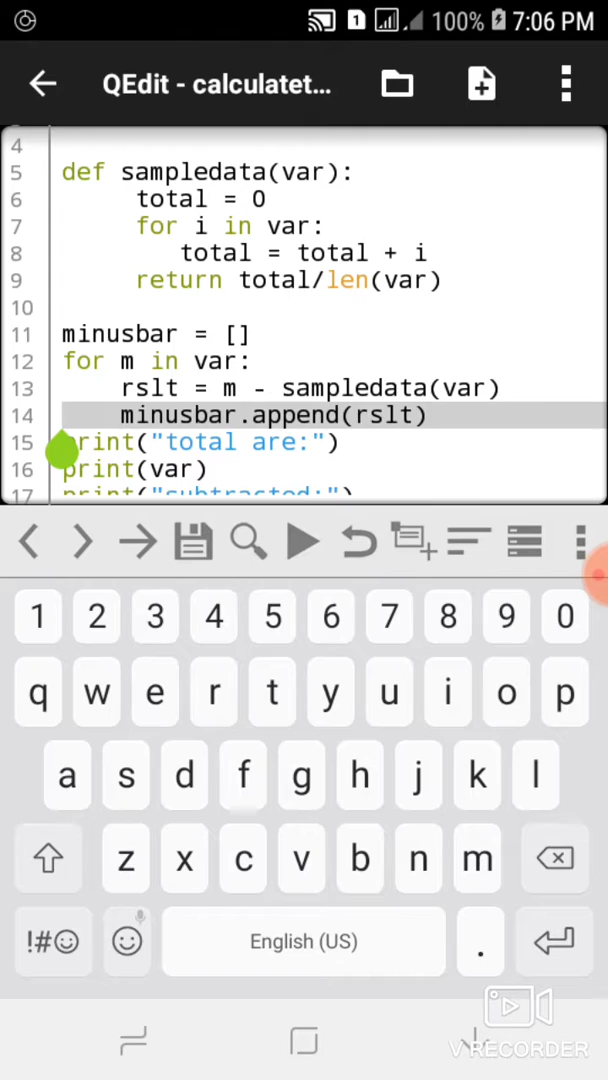 1 100% 7:06 PM
QEdit - calculatet...
4
5 def sampledata(var):
6 total = 0
7 for i in var:
8 total = total + i
9 return total/len(var)
10
11 minusbar = []
12 for m in var:
13 rslt = m - sampledata(var)
14 minusbar.append(rslt)
15 print("total are:")
16 print(var)
17 print("subtracted:")
1 2 3 4 5 6 7 8 9 0
q w e r t y u i o p
a s d f g h j k l
z x c v b n m
!#☺ English (US) .
V RECORDER